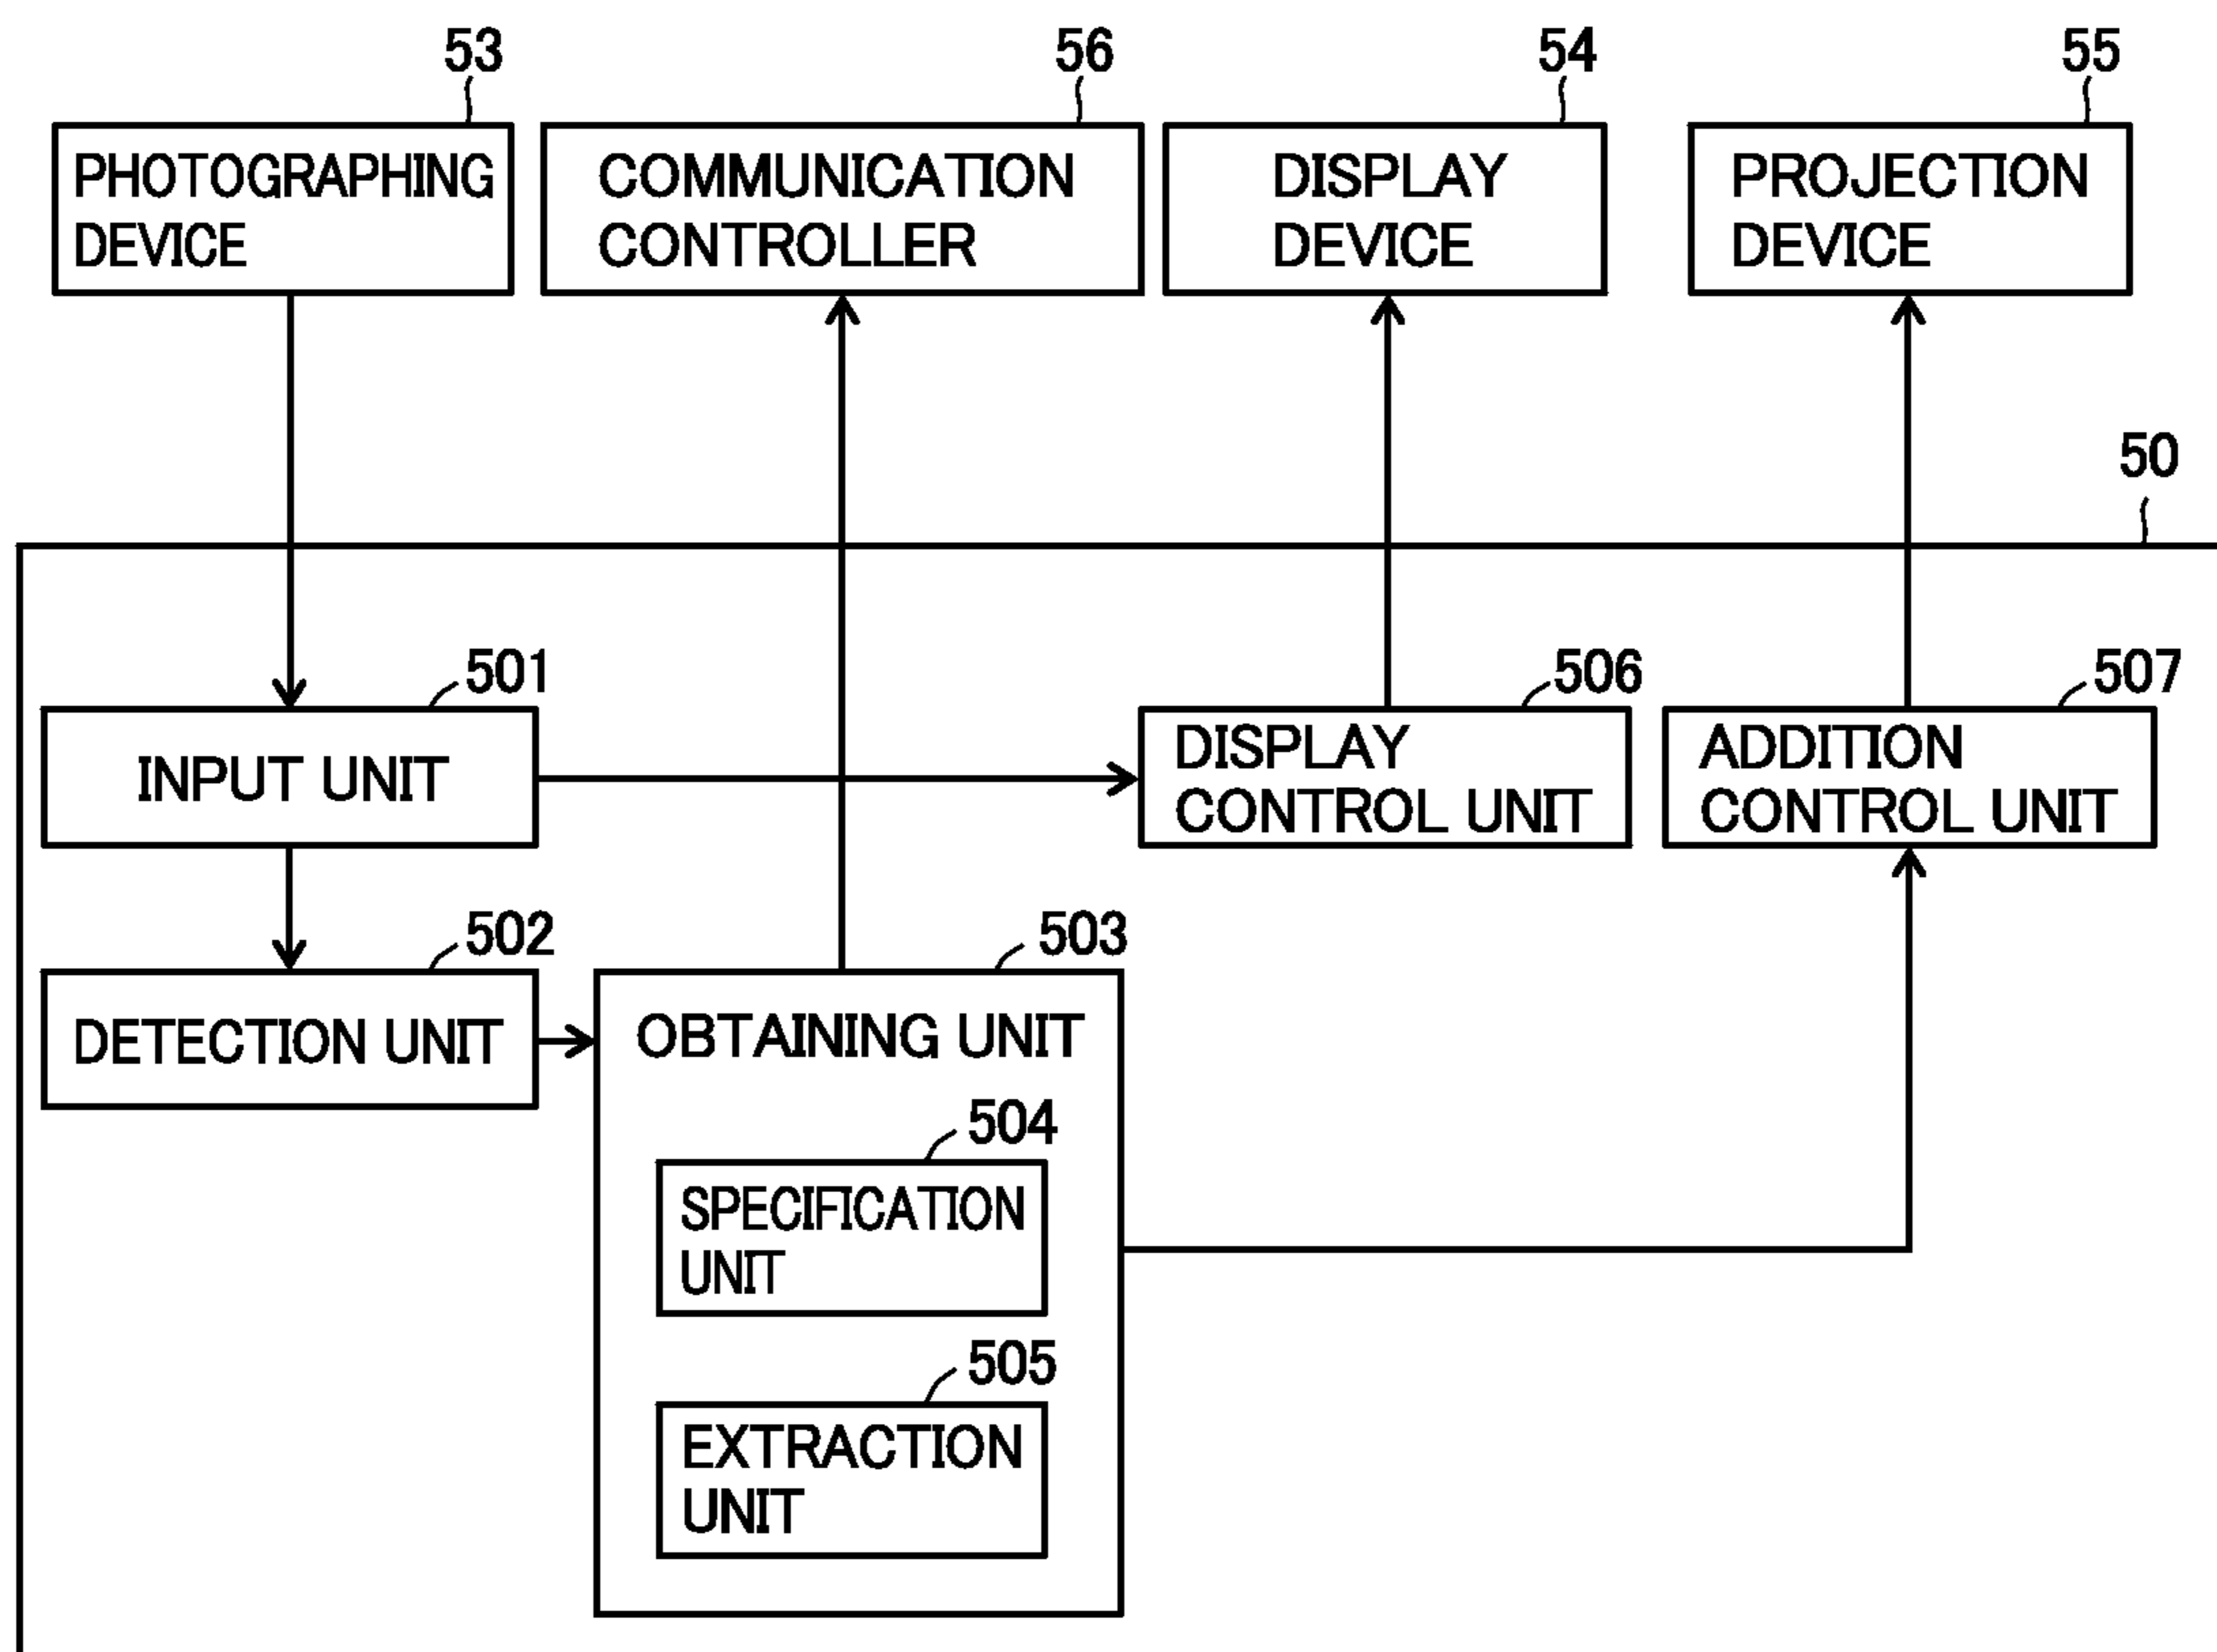 53
56
54
55
PHOTOGRAPHING
DEVICE
COMMUNICATION
CONTROLLER
DISPLAY
DEVICE
PROJECTION
DEVICE
50
501
506
507
INPUT UNIT
DISPLAY
CONTROL UNIT
ADDITION
CONTROL UNIT
502
503
DETECTION UNIT
OBTAINING UNIT
504
SPECIFICATION
UNIT
505
EXTRACTION
UNIT